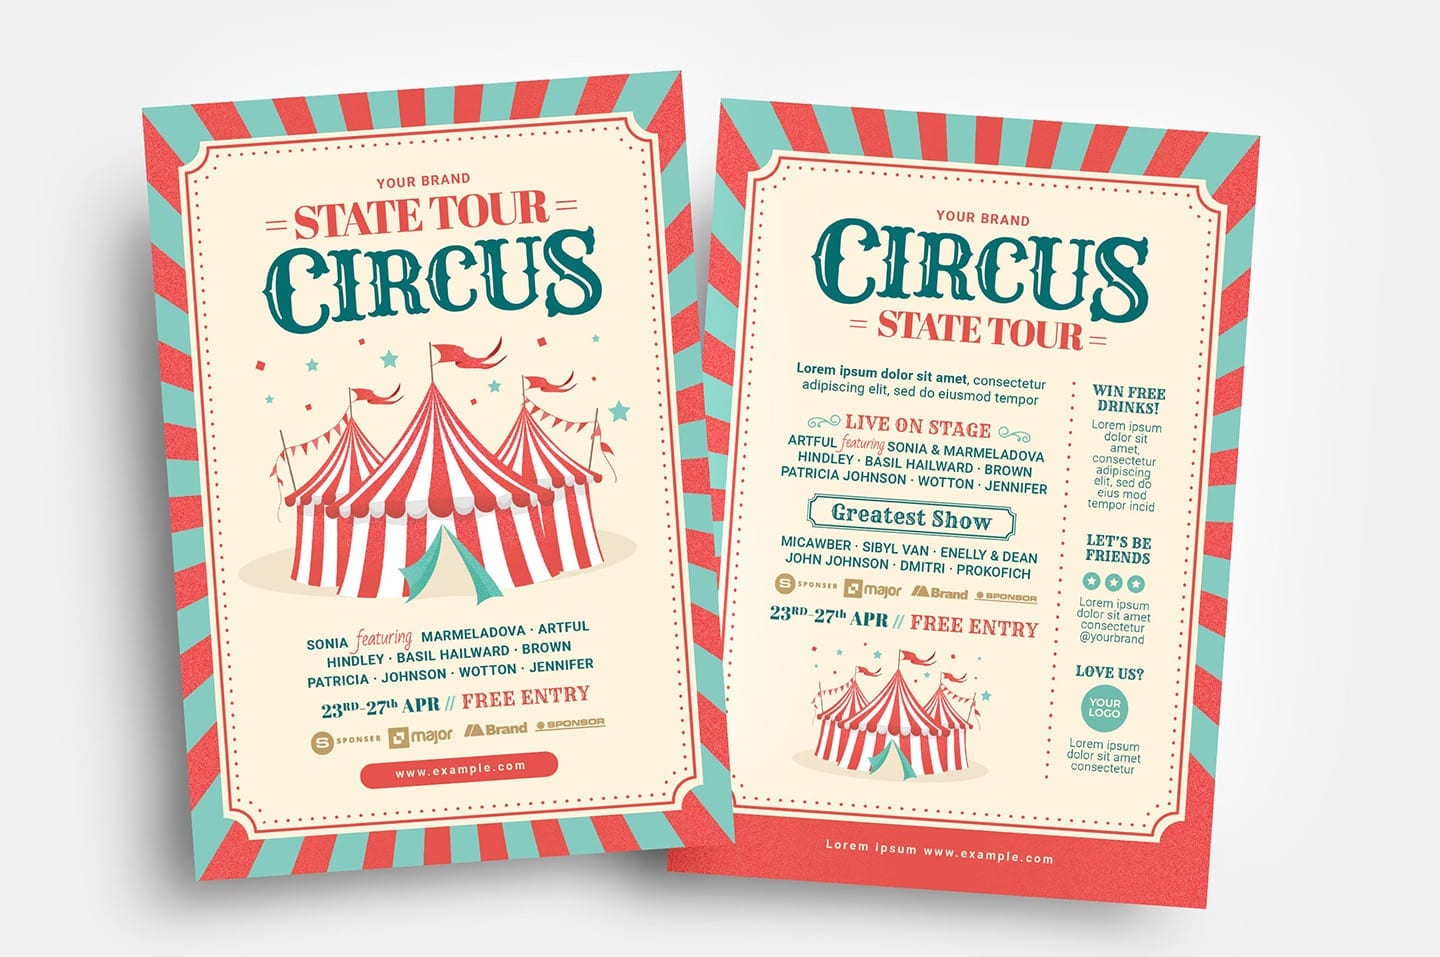 YOUR BRAND
= STATE TOUR =
CIRCUS
SONIA featuring MARMELADOVA · ARTFUL
HINDLEY · BASIL HAILWARD · BROWN
PATRICIA · JOHNSON · WOTTON · JENNIFER
23RD-27th APR // FREE ENTRY
S SPONSER major Brand SPONSOR
www.example.com
YOUR BRAND
CIRCUS
= STATE TOUR =
Lorem ipsum dolor sit amet, consectetur
adipiscing elit, sed do eiusmod tempor
LIVE ON STAGE
ARTFUL featuring SONIA & MARMELADOVA
HINDLEY · BASIL HAILWARD · BROWN
PATRICIA JOHNSON · WOTTON · JENNIFER
Greatest Show
MICAWBER · SIBYL VAN · ENELLY & DEAN
JOHN JOHNSON · DMITRI · PROKOFICH
S SPONSER major Brand SPONSOR
23RD-27th APR // FREE ENTRY
WIN FREE
DRINKS!
Lorem ipsum
dolor sit
amet,
consectetur
adipiscing
elit, sed do
eius mod
tempor incid
LET'S BE
FRIENDS
Lorem ipsum
dolor sit amet
consectetur
@yourbrand
LOVE US?
YOUR
LOGO
Lorem ipsum
dolor sit amet
consectetur
Lorem ipsum www.example.com